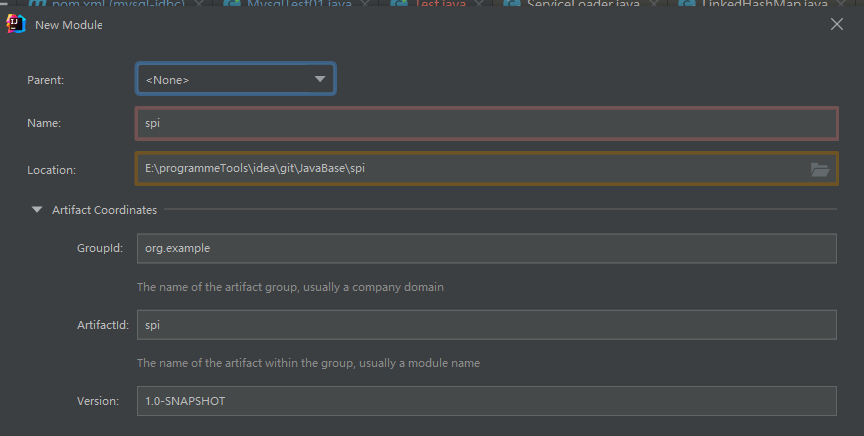 pom.xml (mysql-jdbc) MysqlTest01.java Test.java ServiceLoader.java LinkedHashMap.java
New Module
Parent: <None>
Name: spi
Location: E:\programmeTools\idea\git\JavaBase\spi
Artifact Coordinates
GroupId: org.example
The name of the artifact group, usually a company domain
ArtifactId: spi
The name of the artifact within the group, usually a module name
Version: 1.0-SNAPSHOT